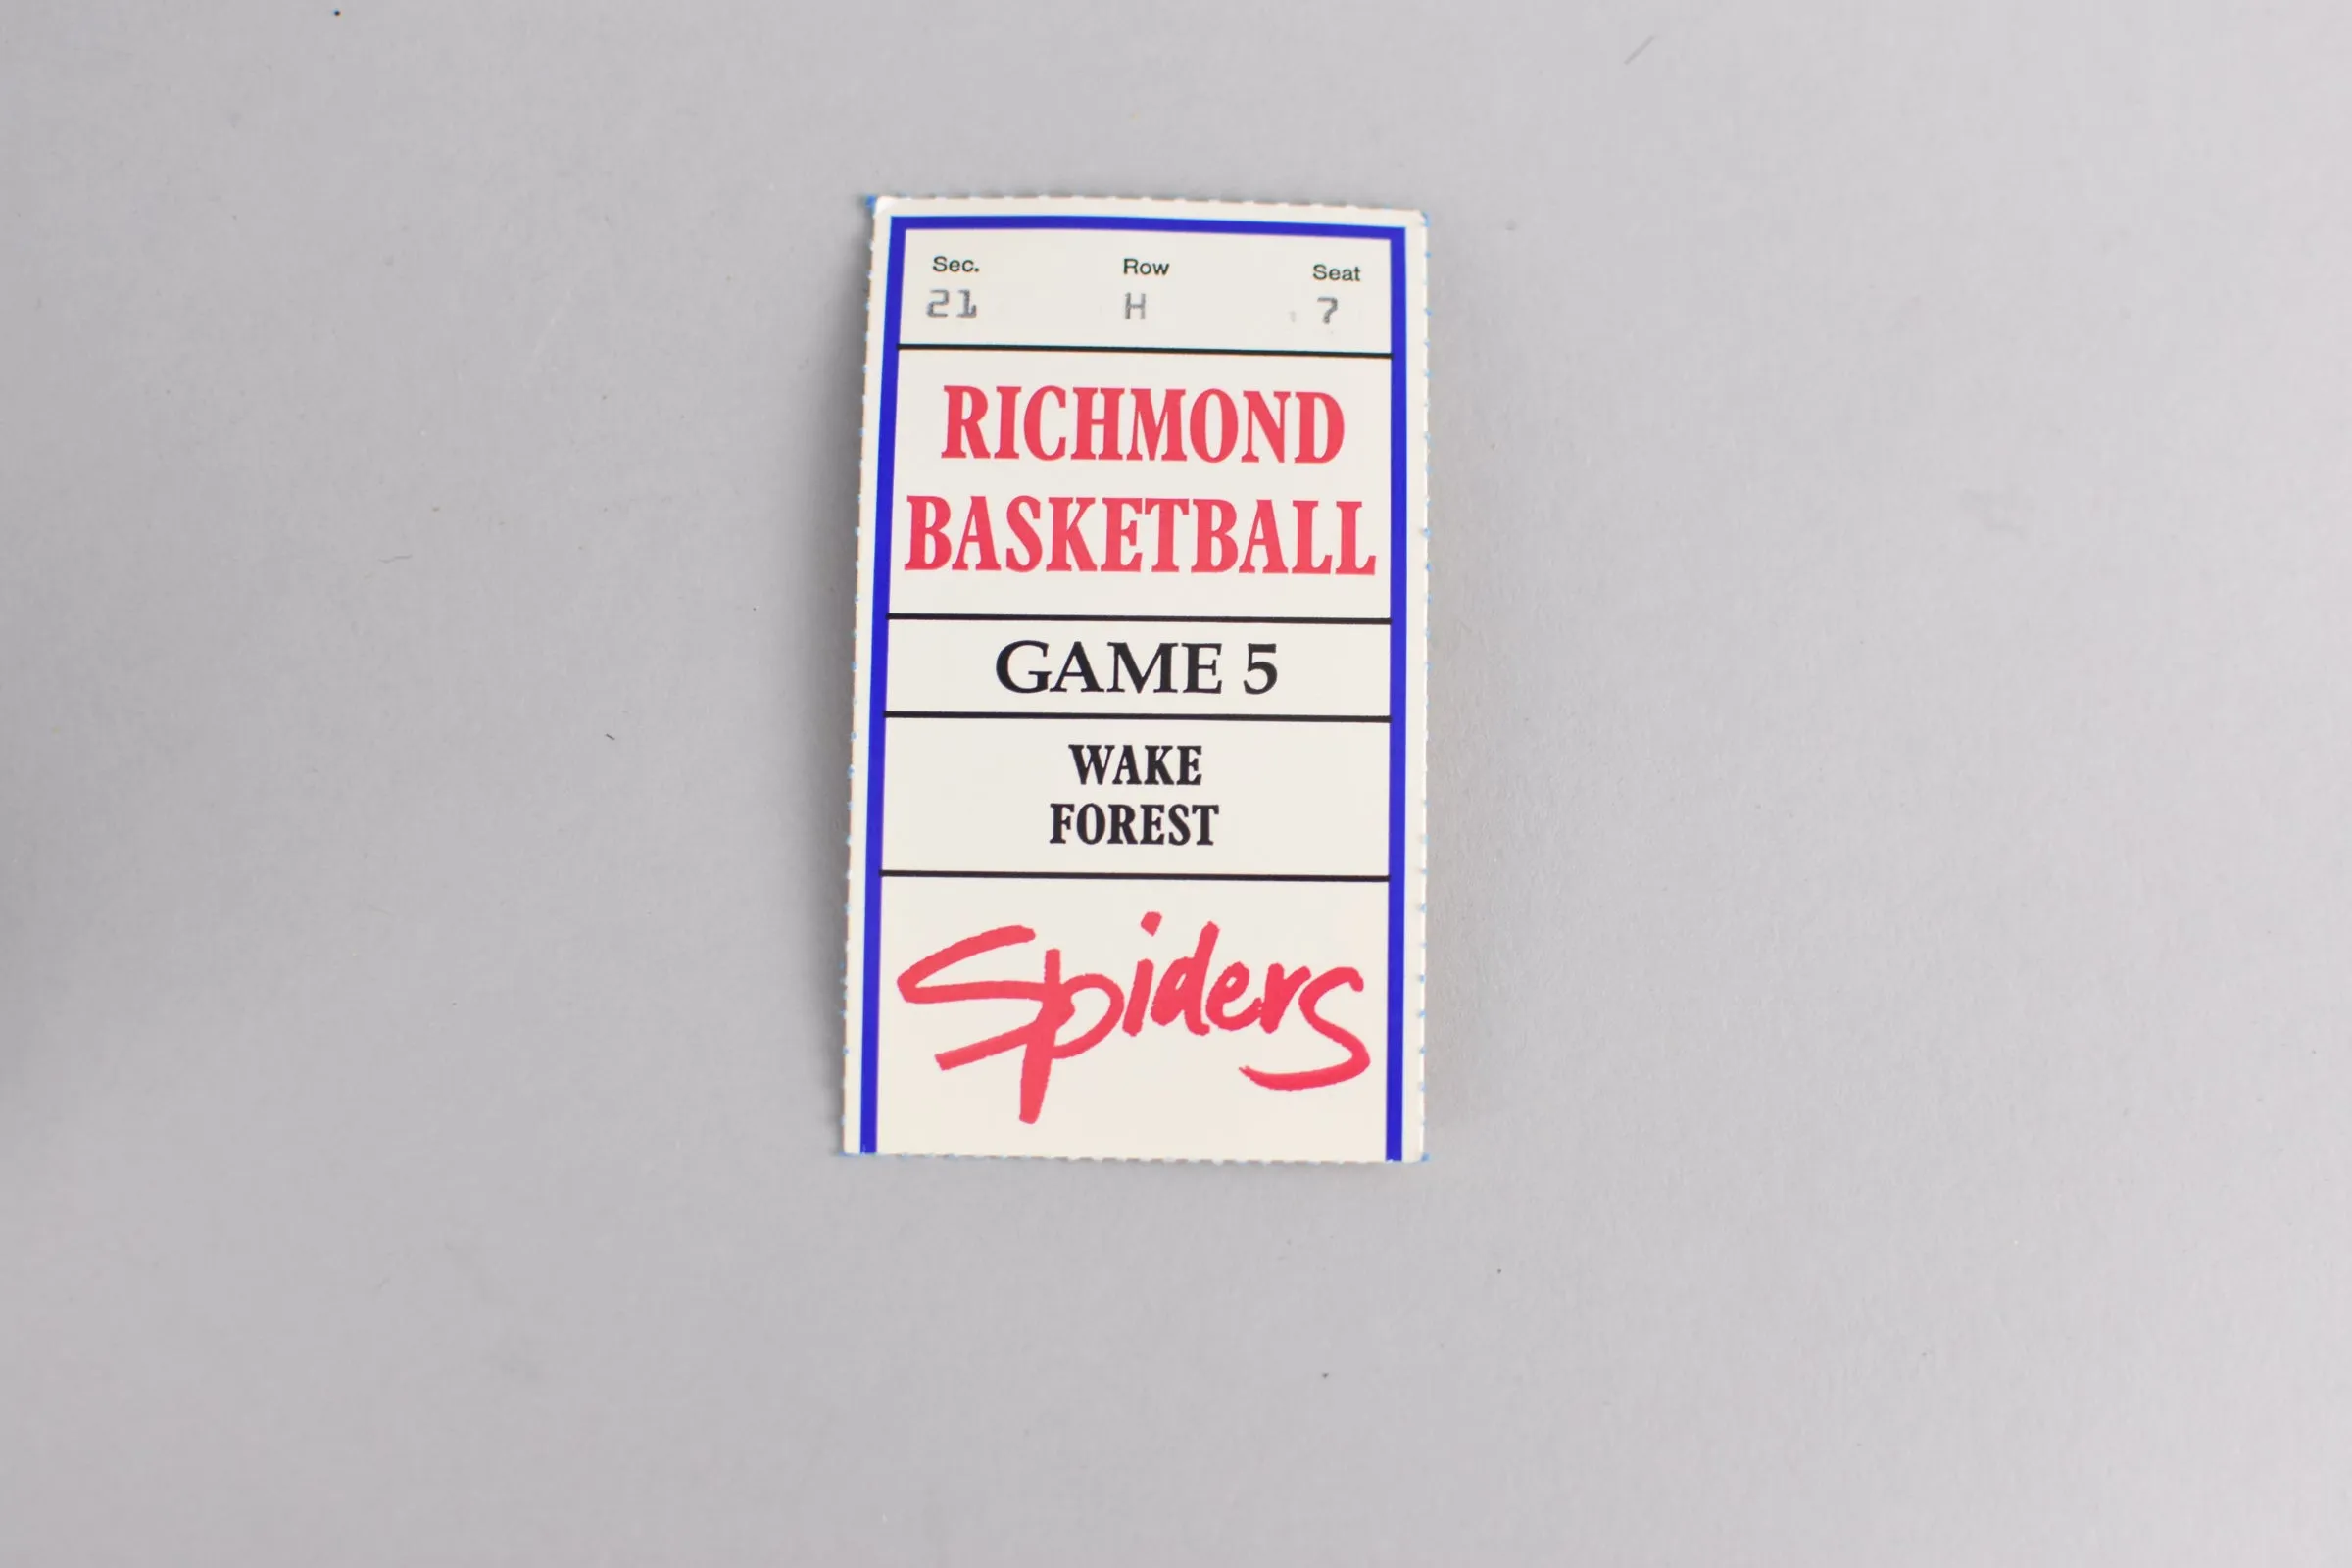 Sec. Row Seat
21 H 7
RICHMOND
BASKETBALL
GAME 5
WAKE
FOREST
Spiders